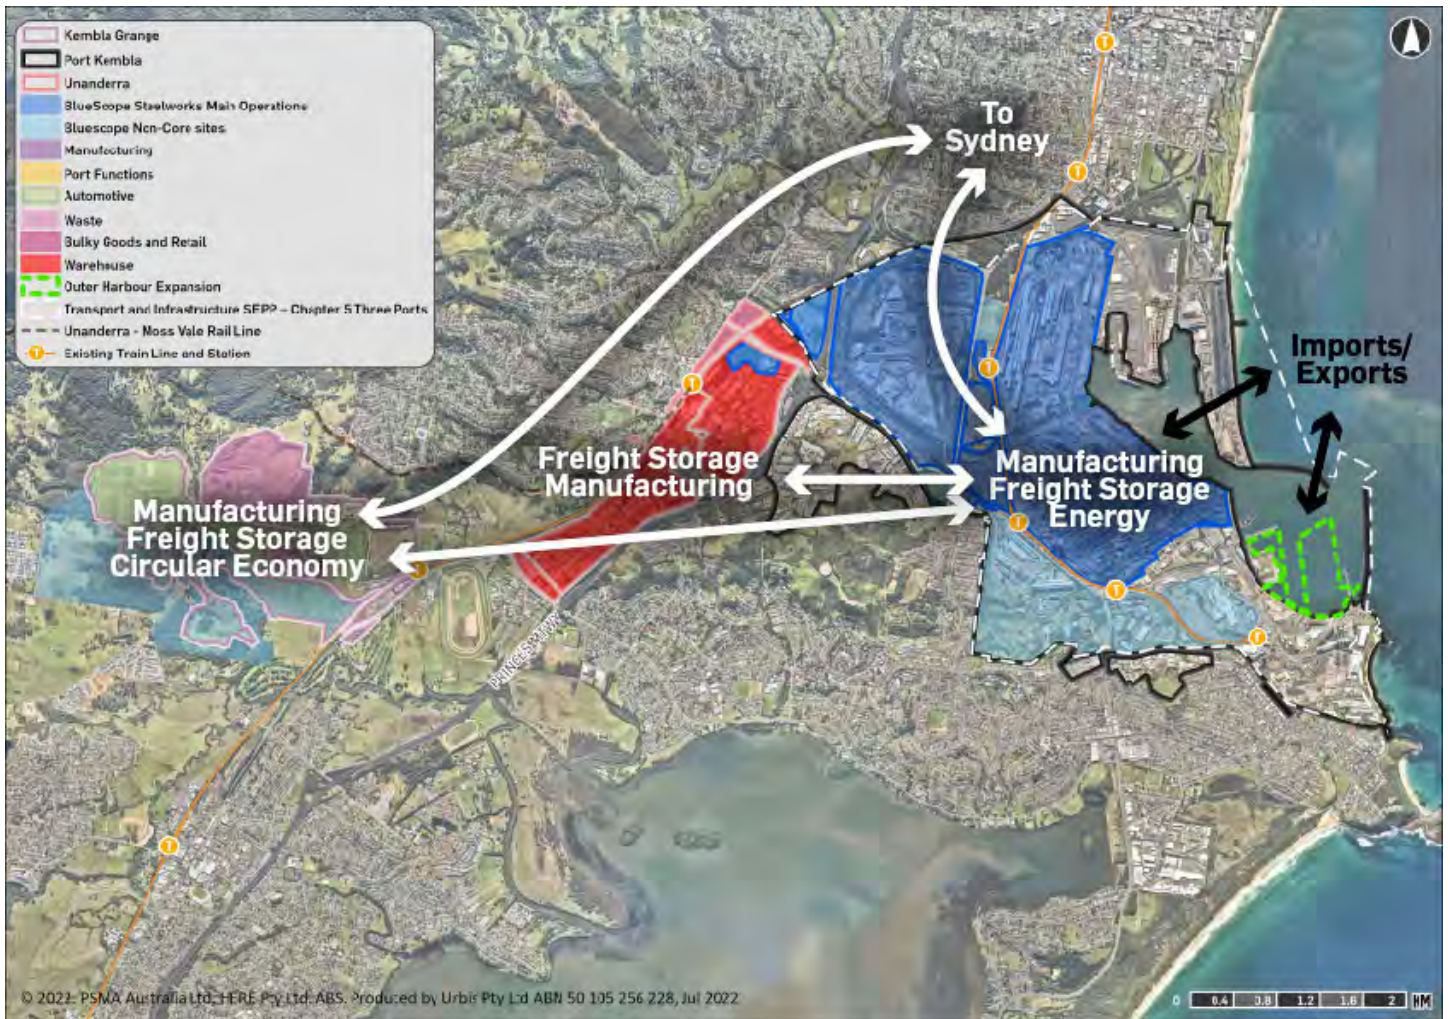 Kembla Grange
Port Kembla
Unanderra
BlueScope Steelworks Main Operations
Bluescope Non-Core sites
Manufacturing
Port Functions
Automotive
Waste
Bulky Goods and Retail
Warehouse
Outer Harbour Expansion
Transport and Infrastructure SEPP – Chapter 5 Three Ports
Unanderra - Moss Vale Rail Line
T Existing Train Line and Station
To
Sydney
Imports/
Exports
Freight Storage
Manufacturing
Manufacturing
Freight Storage
Energy
Manufacturing
Freight Storage
Circular Economy
T
T
T
T
T
T
T
T
PRINCES MWY
© 2022. PSMA Australia Ltd, HERE Pty Ltd. ABS. Produced by Urbis Pty Ltd ABN 50 105 256 228, Jul 2022
0 0.4 0.8 1.2 1.6 2 KM